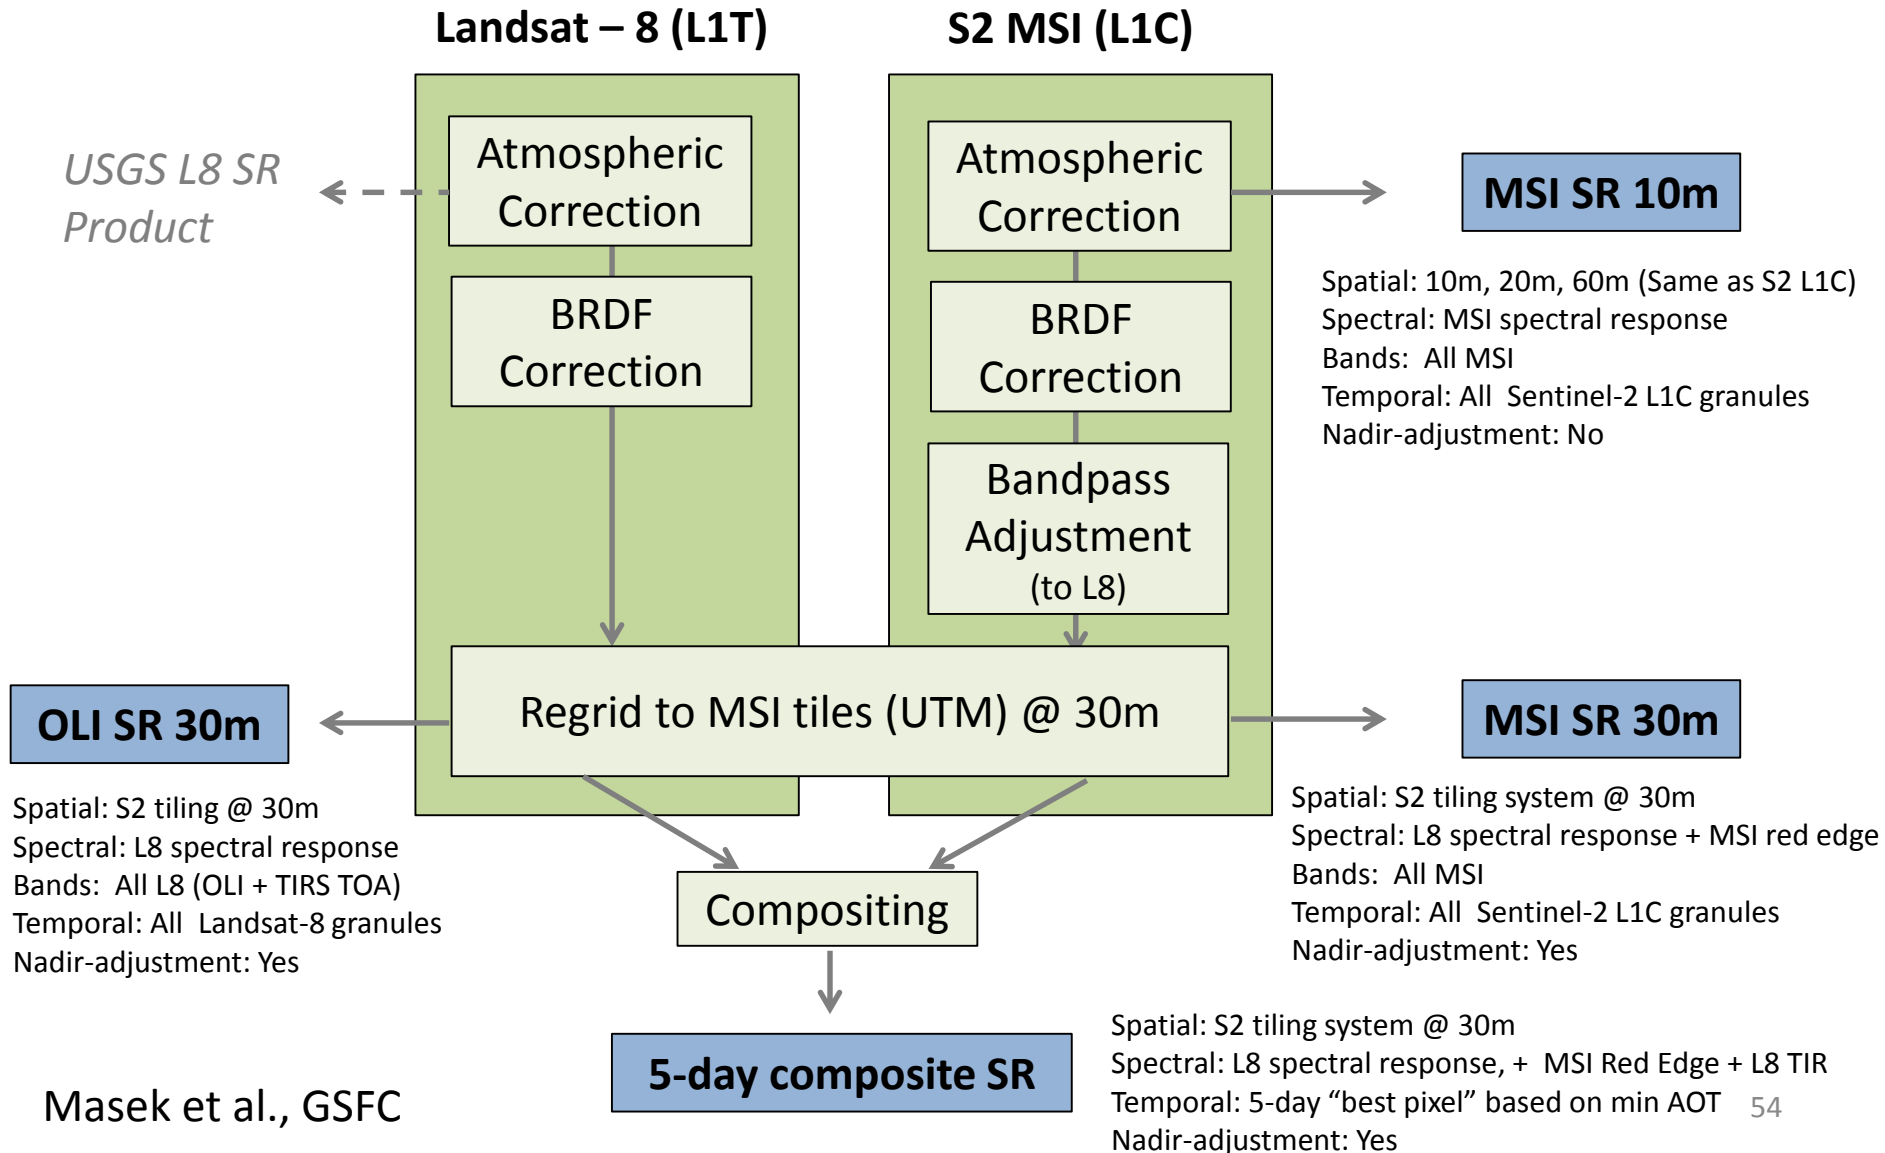 Landsat – 8 (L1T)
S2 MSI (L1C)
USGS L8 SR
Product
Atmospheric
Correction
BRDF
Correction
Atmospheric
Correction
BRDF
Correction
Bandpass
Adjustment
(to L8)
MSI SR 10m
Spatial: 10m, 20m, 60m (Same as S2 L1C)
Spectral: MSI spectral response
Bands:  All MSI
Temporal: All  Sentinel-2 L1C granules
Nadir-adjustment: No
Regrid to MSI tiles (UTM) @ 30m
OLI SR 30m
Spatial: S2 tiling @ 30m
Spectral: L8 spectral response
Bands:  All L8 (OLI + TIRS TOA)
Temporal: All  Landsat-8 granules
Nadir-adjustment: Yes
MSI SR 30m
Spatial: S2 tiling system @ 30m
Spectral: L8 spectral response + MSI red edge
Bands:  All MSI
Temporal: All  Sentinel-2 L1C granules
Nadir-adjustment: Yes
Compositing
5-day composite SR
Spatial: S2 tiling system @ 30m
Spectral: L8 spectral response, +  MSI Red Edge + L8 TIR
Temporal: 5-day “best pixel” based on min AOT
Nadir-adjustment: Yes
Masek et al., GSFC
54